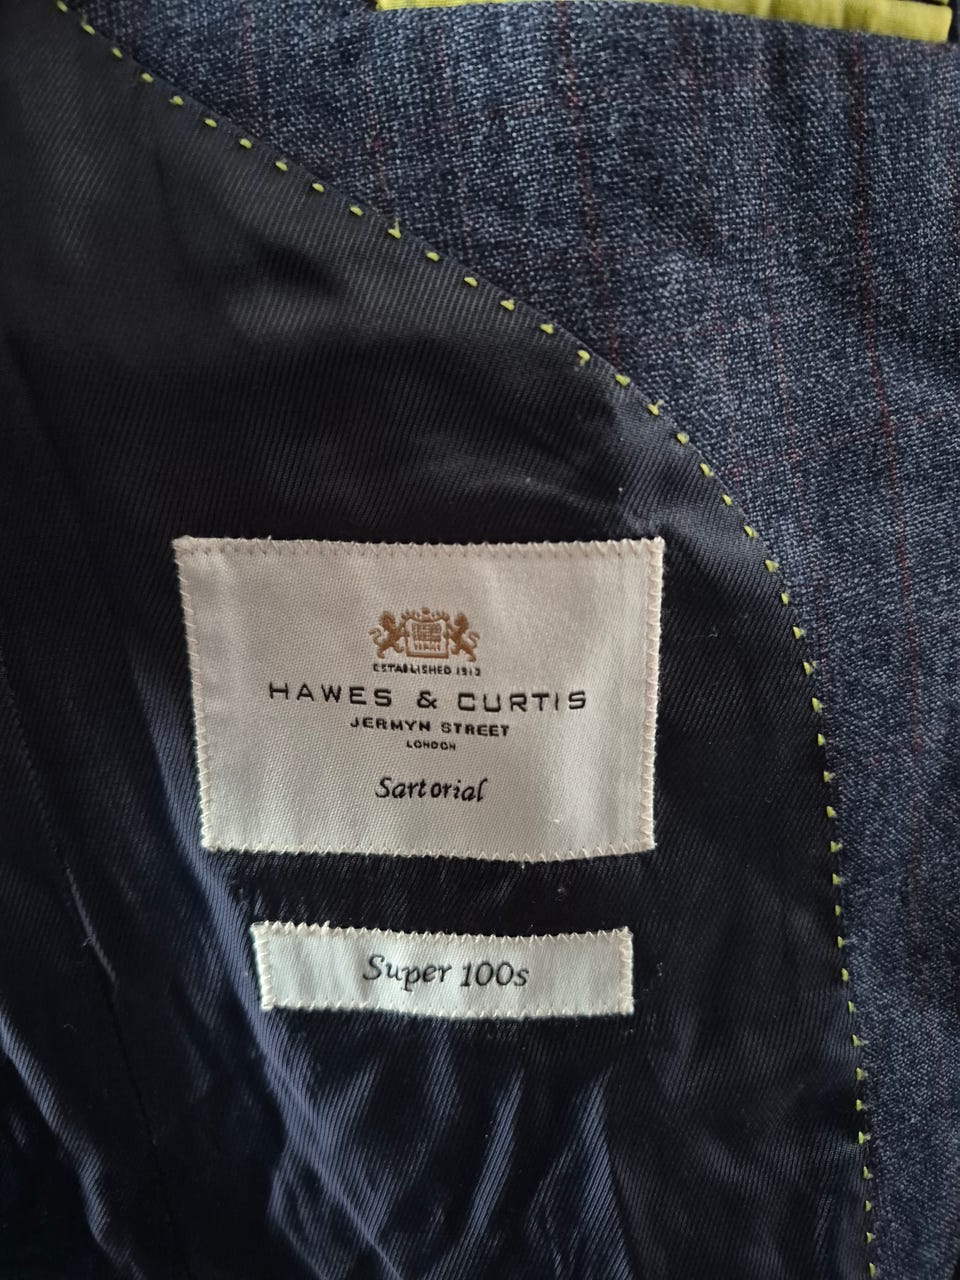 ESTABLISHED 1913
HAWES & CURTIS
JERMYN STREET
LONDON
Sartorial
Super 100s